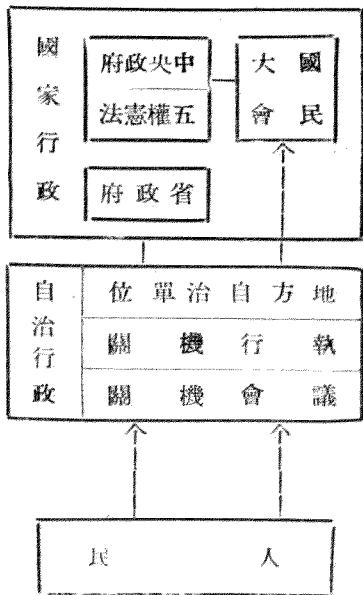 國民
大會
中央政府
五權憲法
省政府
國家行政
地方自治單位
執行機關
議會機關
自治行政
人民